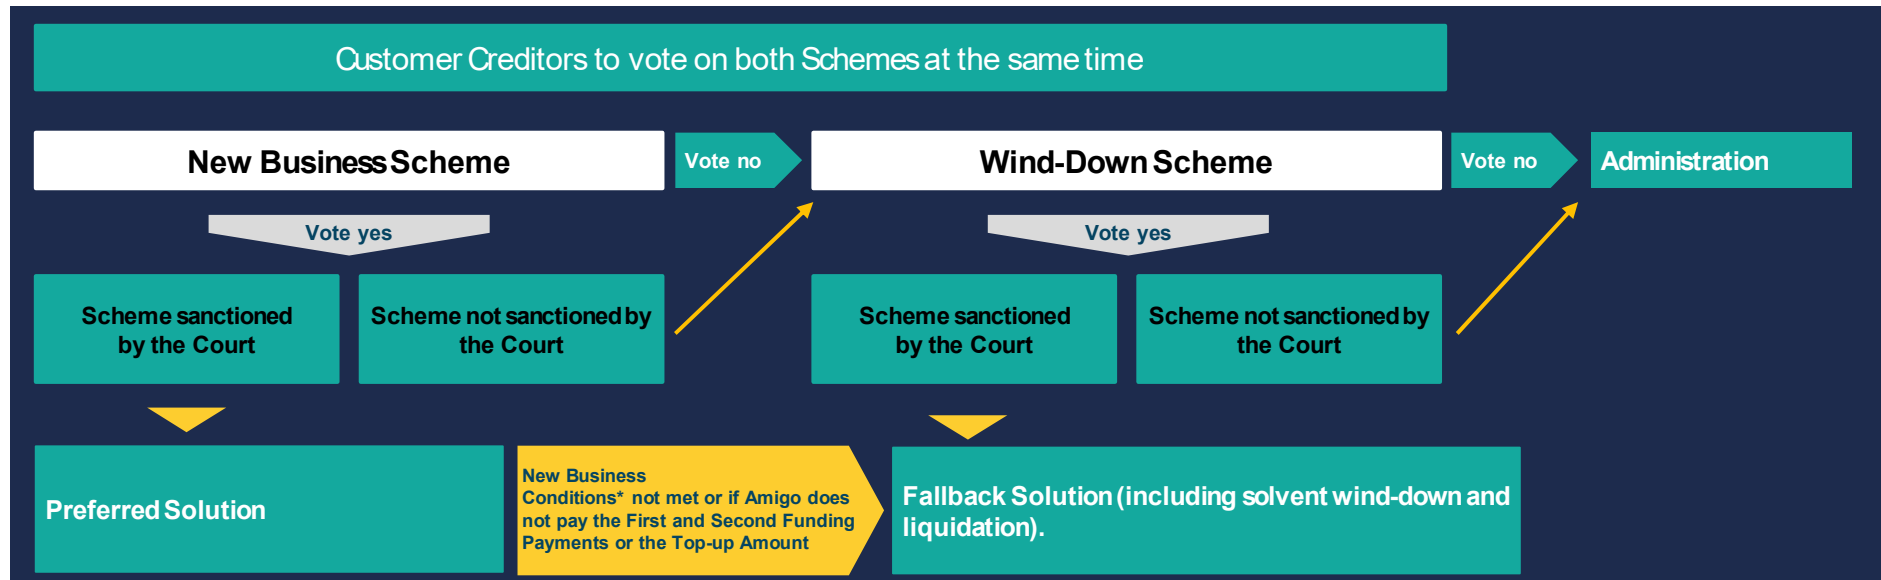 Customer Creditors to vote on both Schemes at the same time
New Business Scheme
Vote no
Wind-Down Scheme
Vote no
Administration
Vote yes
Vote yes
Scheme sanctioned
by the Court
Scheme not sanctioned by
the Court
Scheme sanctioned
by the Court
Scheme not sanctioned by
the Court
Preferred Solution
New Business
Conditions* not met or if Amigo does
not pay the First and Second Funding
Payments or the Top-up Amount
Fallback Solution (including solvent wind-down and
liquidation).